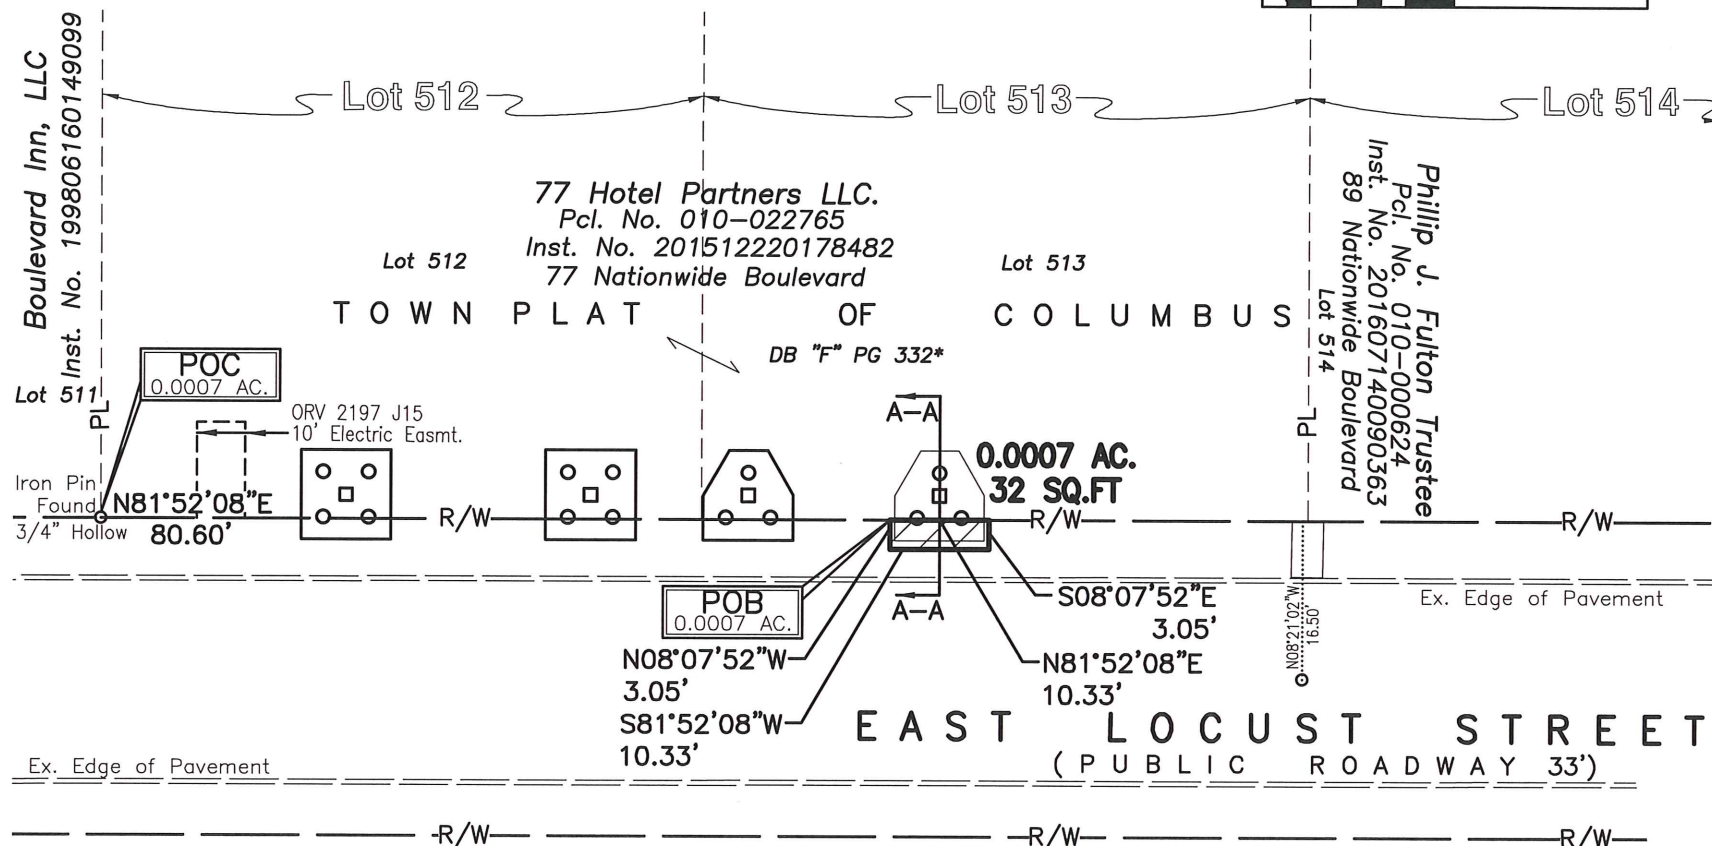 Boulevard Inn, LLC
Inst. No. 199806160149099
Lot 512
Lot 513
Lot 514
77 Hotel Partners LLC.
Pcl. No. 010-022765
Inst. No. 201512220178482
77 Nationwide Boulevard
Lot 512
Lot 513
Phillip J. Fulton Trustee
Pcl. No. 010-000624
Inst. No. 201607140090363
89 Nationwide Boulevard
Lot 514
TOWN PLAT OF COLUMBUS
DB "F" PG 332*
POC
0.0007 AC.
Lot 511
PL
ORV 2197 J15
10' Electric Easmt.
A-A
PL
0.0007 AC.
32 SQ.FT
Iron Pin
Found
3/4" Hollow
N81°52'08"E
80.60'
R/W
R/W
R/W
POB
0.0007 AC.
A-A
S08°07'52"E
3.05'
Ex. Edge of Pavement
N08°21'02"W
16.50'
N08°07'52"W
3.05'
N81°52'08"E
10.33'
S81°52'08"W
10.33'
EAST LOCUST STREET
(PUBLIC ROADWAY 33')
Ex. Edge of Pavement
R/W
R/W
R/W